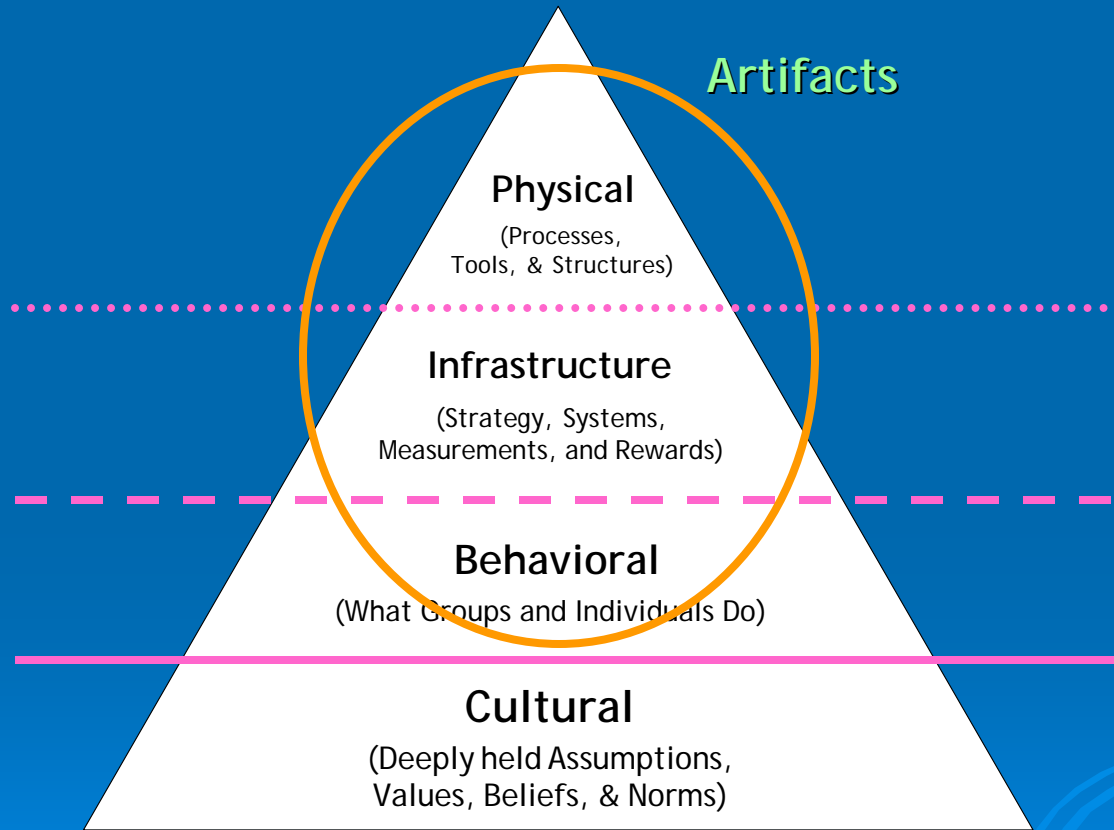 Artifacts
Physical
(Processes,
Tools, & Structures)
Infrastructure
(Strategy, Systems,
Measurements, and Rewards)
Behavioral
(What Groups and Individuals Do)
Cultural
(Deeply held Assumptions,
Values, Beliefs, & Norms)